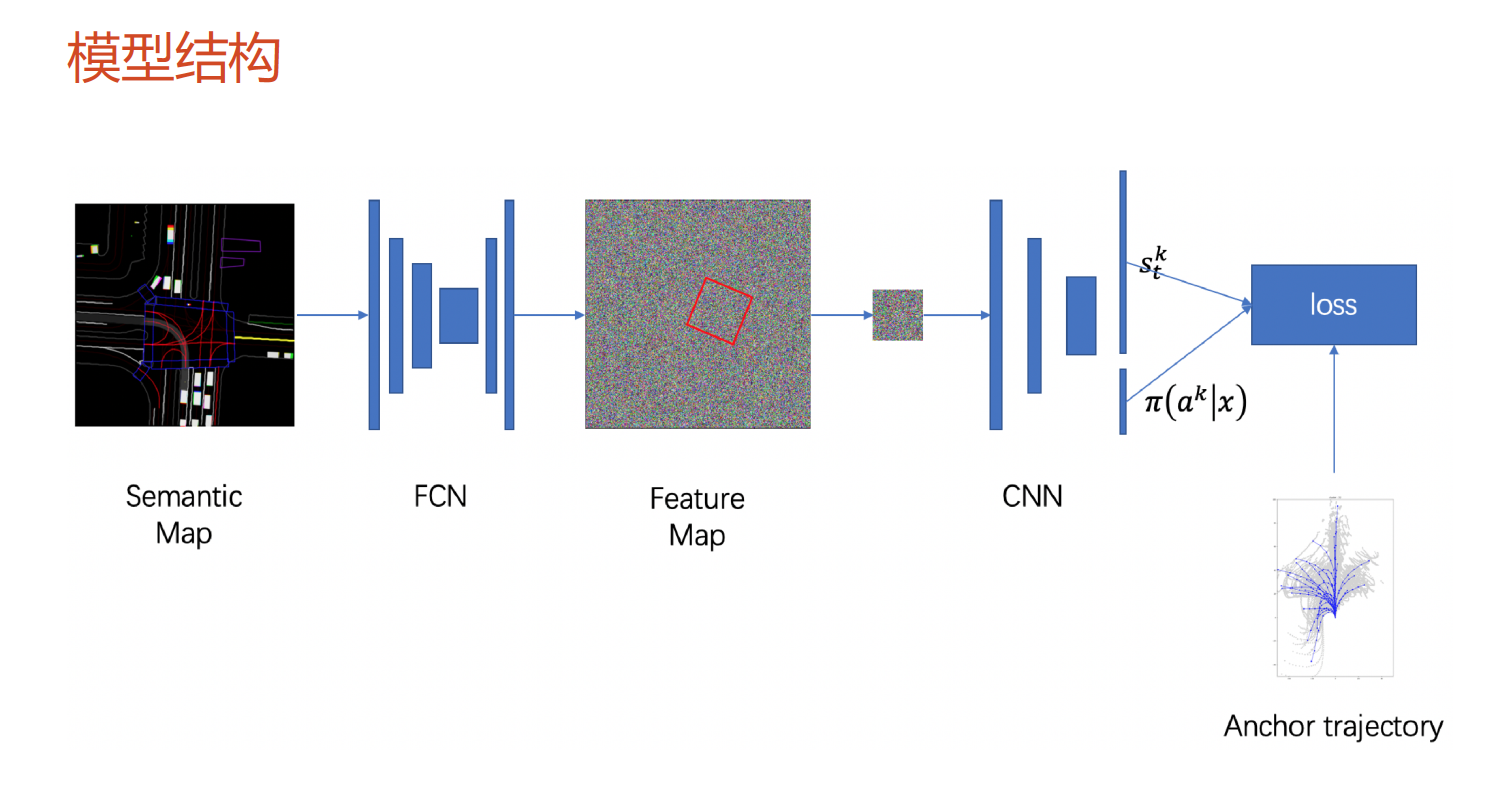 模型结构
Semantic
Map
FCN
Feature
Map
CNN
s_t^k
π(a^k|x)
loss
Anchor trajectory